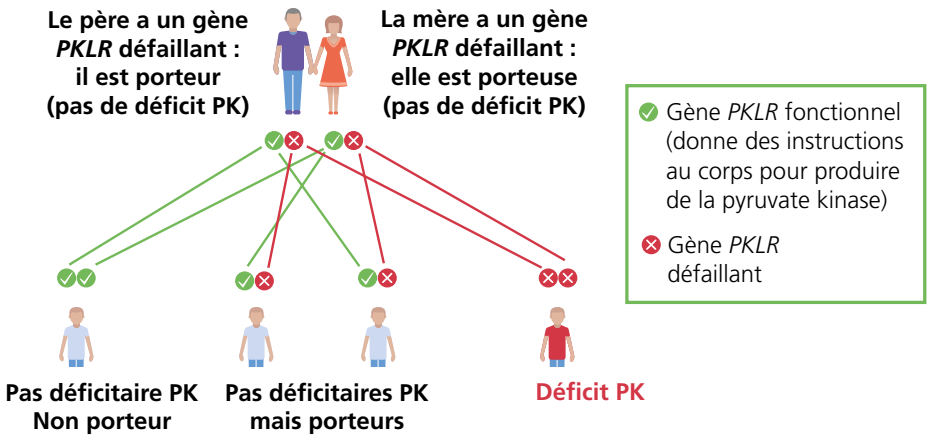 Le père a un gène
PKLR défaillant :
il est porteur
(pas de déficit PK)
La mère a un gène
PKLR défaillant :
elle est porteuse
(pas de déficit PK)
Gène PKLR fonctionnel
(donne des instructions
au corps pour produire
de la pyruvate kinase)
Gène PKLR
défaillant
Pas déficitaire PK
Non porteur
Pas déficitaires PK
mais porteurs
Déficit PK